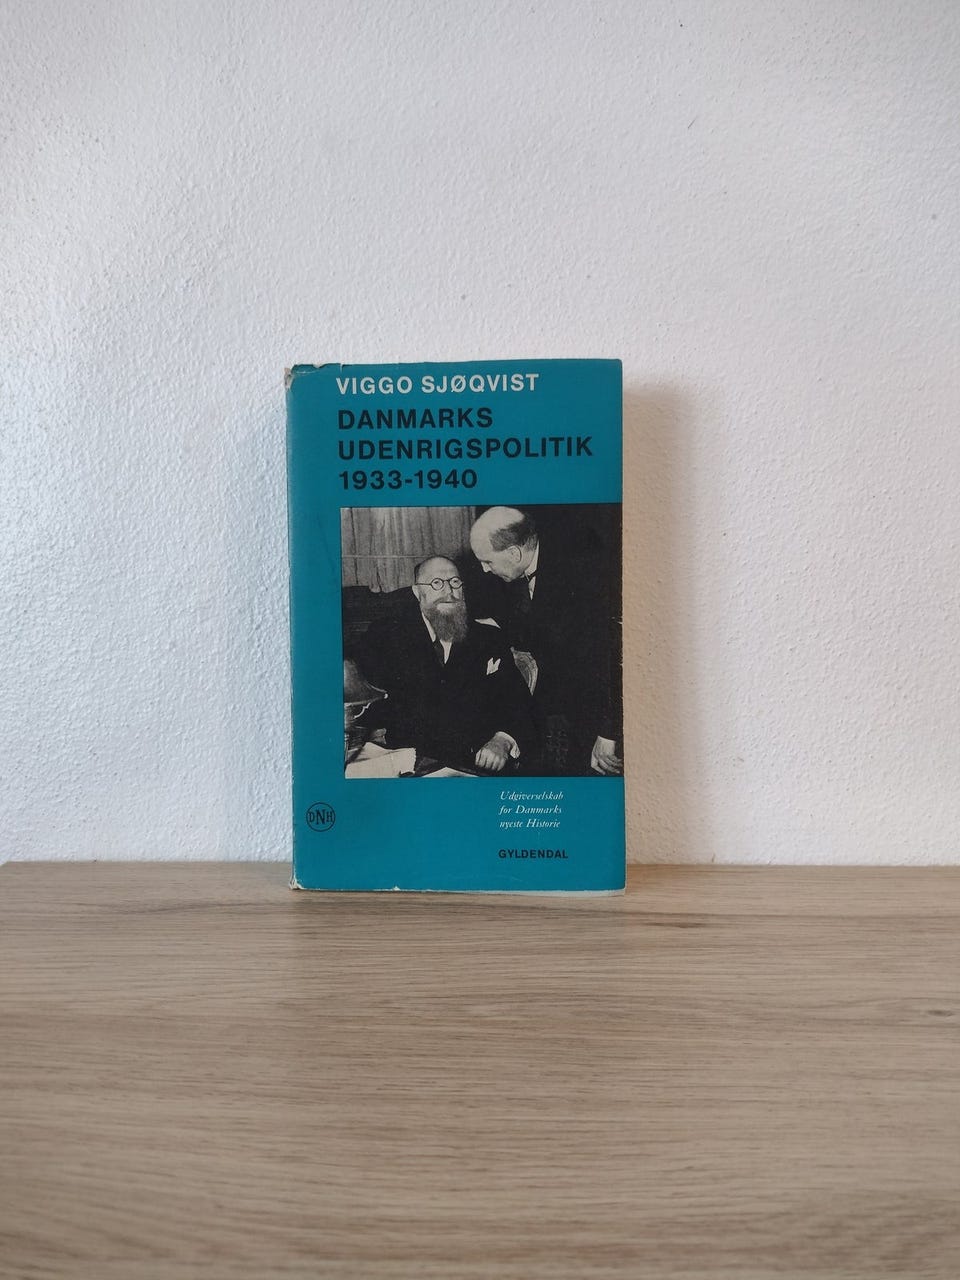 VIGGO SJØQVIST
DANMARKS
UDENRIGSPOLITIK
1933-1940
DNH
Udgiverselskab
for Danmarks
nyeste Historie
GYLDENDAL